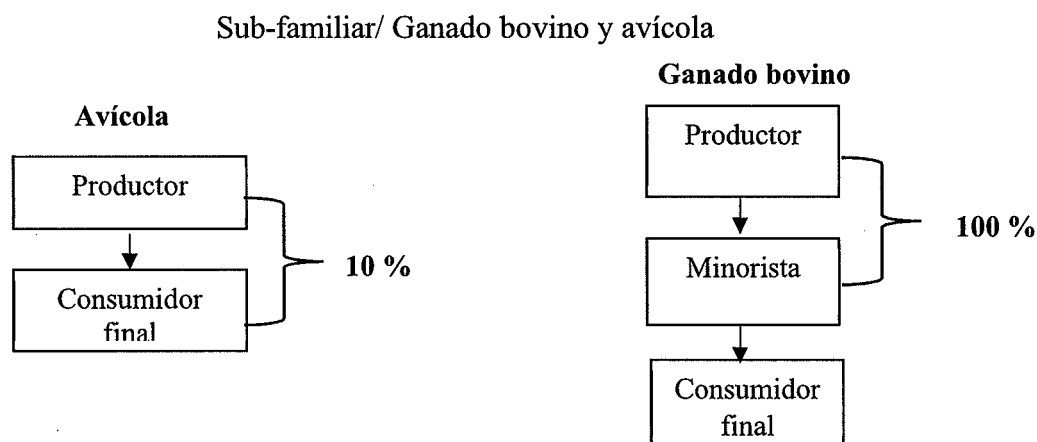 Sub-familiar/ Ganado bovino y avícola
Avícola
Productor
Consumidor
final
10 %
Ganado bovino
Productor
Minorista
Consumidor
final
100 %